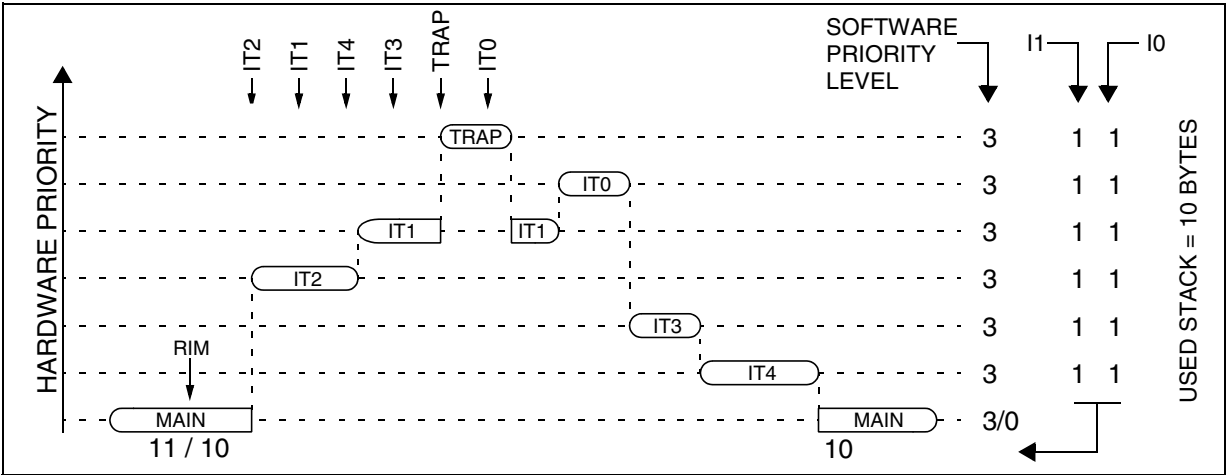 IT2
IT1
IT4
IT3
TRAP
IT0
SOFTWARE
PRIORITY
LEVEL
I1
I0
HARDWARE PRIORITY
TRAP
3 1 1
IT0
3 1 1
IT1
IT1
3 1 1
IT2
3 1 1
IT3
3 1 1
RIM
IT4
3 1 1
MAIN
MAIN
3/0
11 / 10
10
USED STACK = 10 BYTES